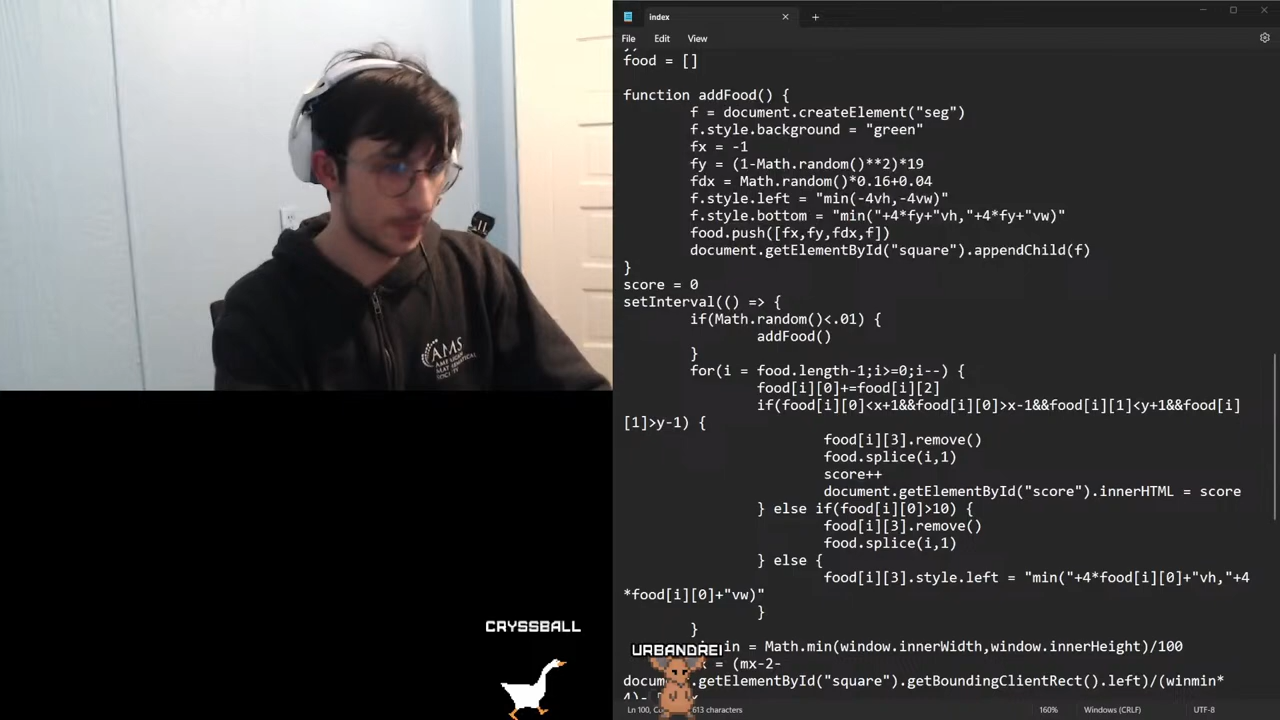 index
File Edit View
food = []
function addFood() {
f = document.createElement("seg")
f.style.background = "green"
fx = -1
fy = (1-Math.random()**2)*19
fdx = Math.random()*0.16+0.04
f.style.left = "min(-4vh,-4vw)"
f.style.bottom = "min("+4*fy+"vh,"+4*fy+"vw)"
food.push([fx,fy,fdx,f])
document.getElementById("square").appendChild(f)
}
score = 0
setInterval(() => {
if(Math.random()<.01) {
addFood()
}
for(i = food.length-1;i>=0;i--) {
food[i][0]+=food[i][2]
if(food[i][0]<x+1&&food[i][0]>x-1&&food[i][1]<y+1&&food[i]
[1]>y-1) {
food[i][3].remove()
food.splice(i,1)
score++
document.getElementById("score").innerHTML = score
} else if(food[i][0]>10) {
food[i][3].remove()
food.splice(i,1)
} else {
food[i][3].style.left = "min("+4*food[i][0]+"vh,"+4
*food[i][0]+"vw)"
}
}
in = Math.min(window.innerWidth,window.innerHeight)/100
= (mx-2-
docum .getElementById("square").getBoundingClientRect().left)/(winmin*
Ln 100, 613 characters 160% Windows (CRLF) UTF-8
AMS
CRYSSBALL
URBANDREI